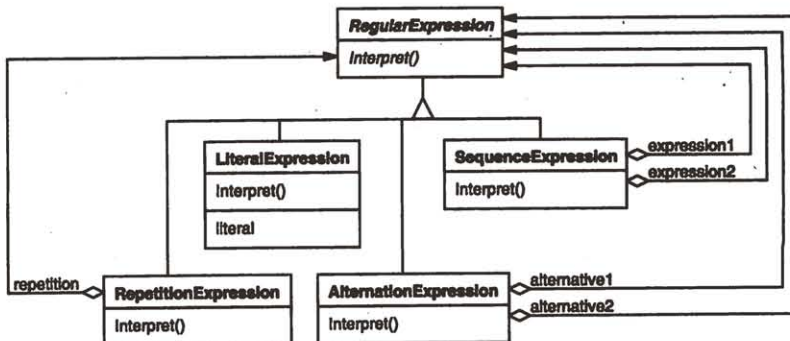 RegularExpression
Interpret()
LiteralExpression
Interpret()
literal
SequenceExpression
Interpret()
expression1
expression2
repetition
RepetitionExpression
Interpret()
AlternationExpression
Interpret()
alternative1
alternative2